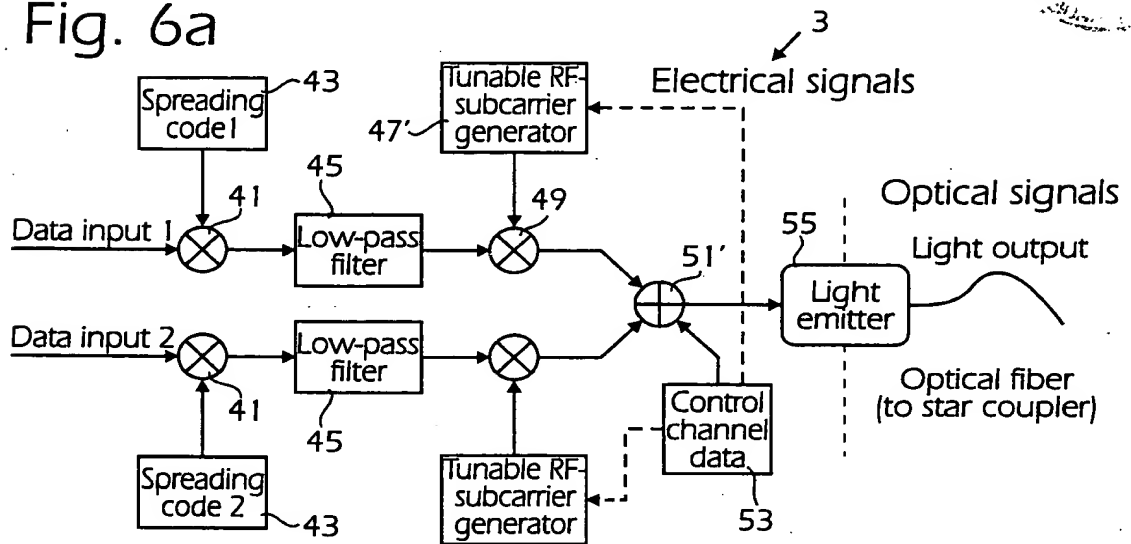 Fig. 6a
3
Electrical signals
43
Spreading
code1
Tunable RF-
subcarrier
generator
47′
41
45
49
Data input 1
Low-pass
filter
Optical signals
55
Light output
51′
Light
emitter
Data input 2
Low-pass
filter
41
45
Optical fiber
(to star coupler)
Control
channel
data
53
Spreading
code 2
43
Tunable RF-
subcarrier
generator